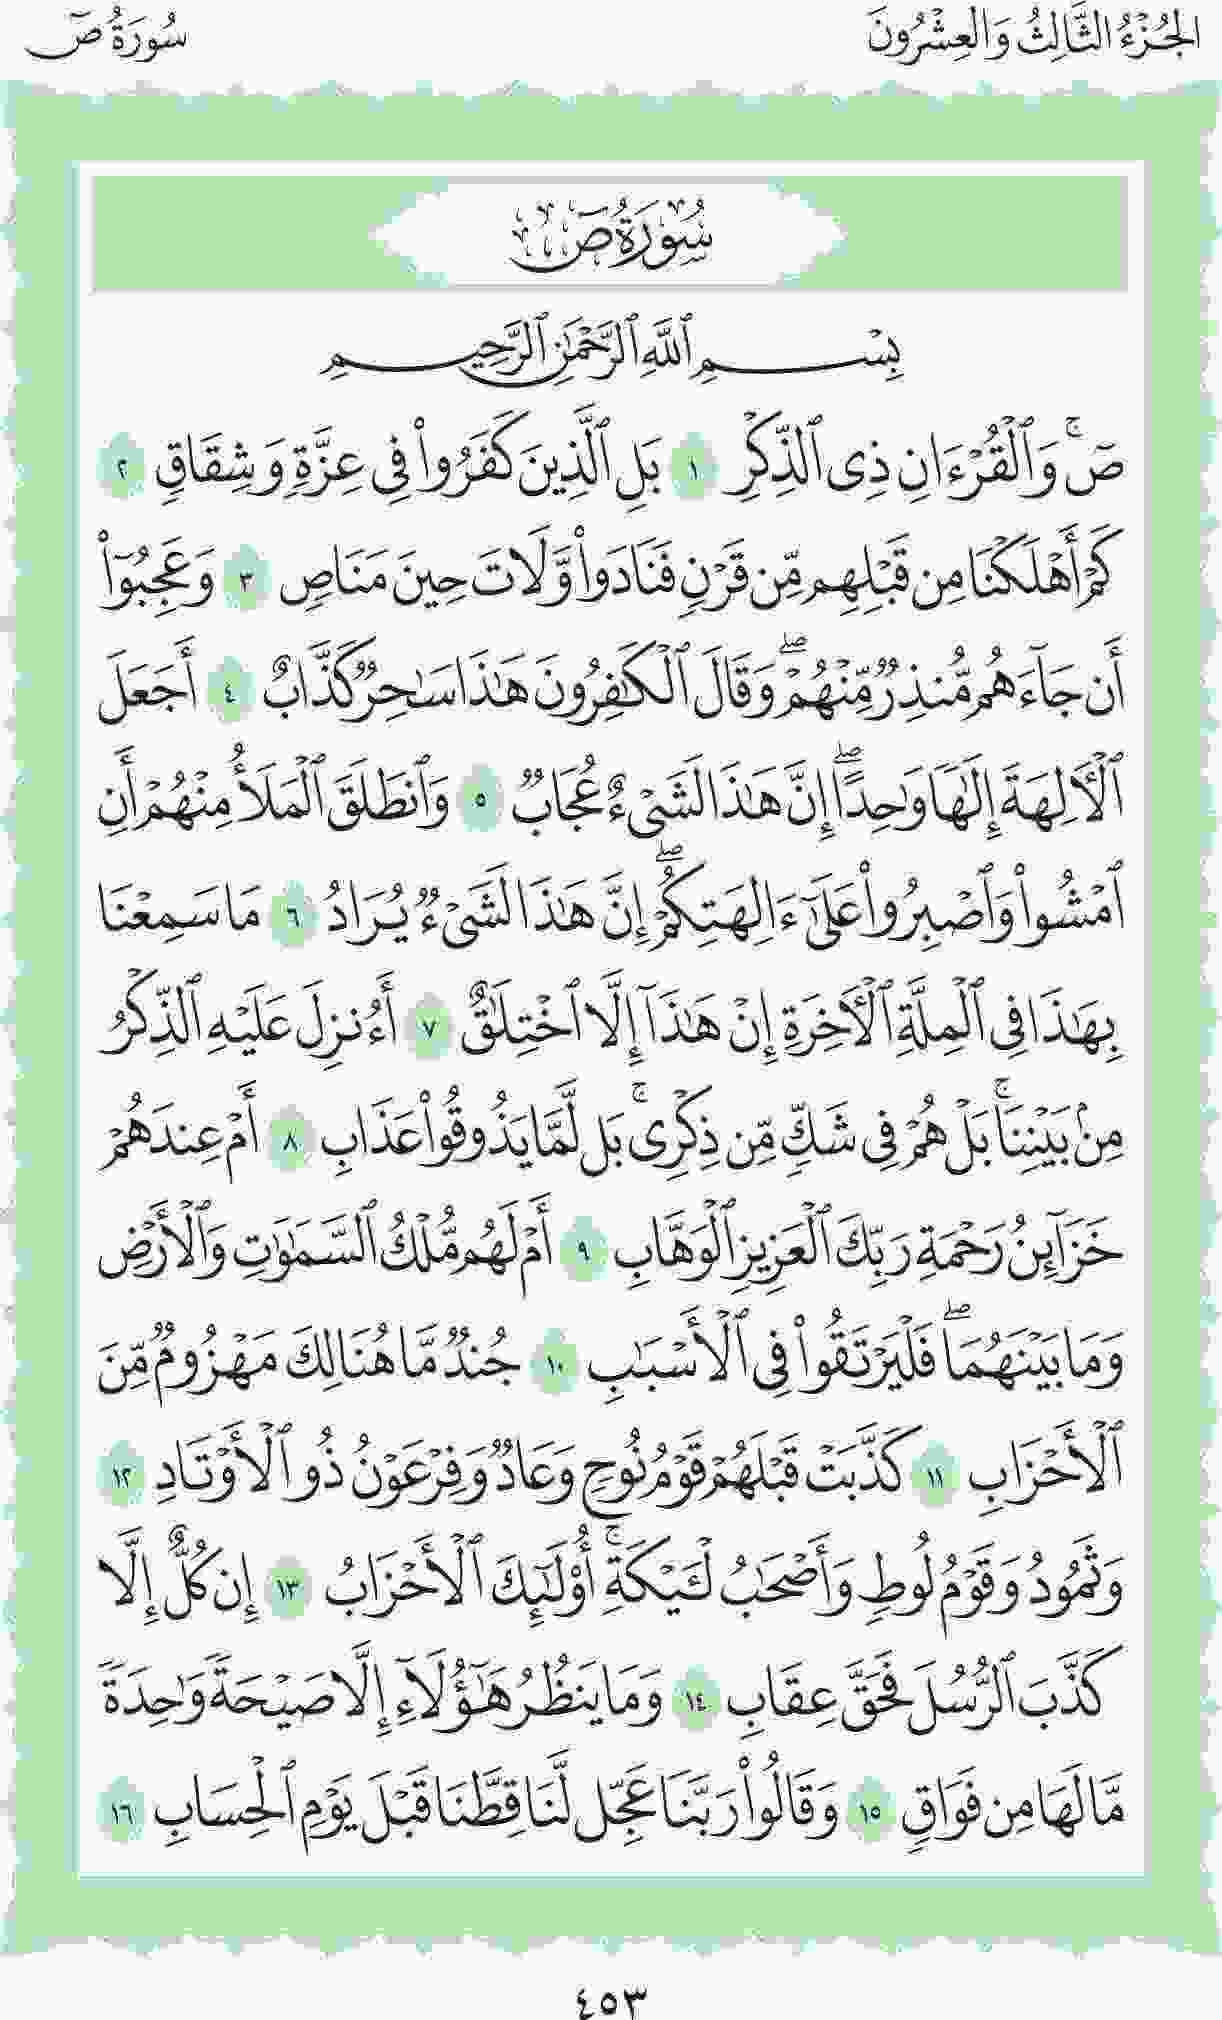 الجُزْءُ الثَّالِثُ وَالعِشْرُونَ
سُورَةُ صٓ
سُورَةُ صٓ
بِسْمِ ٱللَّهِ ٱلرَّحْمَٰنِ ٱلرَّحِيمِ
صٓۚ وَٱلْقُرْءَانِ ذِى ٱلذِّكْرِ ١ بَلِ ٱلَّذِينَ كَفَرُوا۟ فِى عِزَّةٍ وَشِقَاقٍ ٢
كَمْ أَهْلَكْنَا مِن قَبْلِهِم مِّن قَرْنٍ فَنَادَوا۟ وَّلَاتَ حِينَ مَنَاصٍ ٣ وَعَجِبُوٓا۟
أَن جَآءَهُم مُّنذِرٌ مِّنْهُمْۖ وَقَالَ ٱلْكَٰفِرُونَ هَٰذَا سَٰحِرٌ كَذَّابٌ ٤ أَجَعَلَ
ٱلْأَلِهَةَ إِلَٰهًا وَٰحِدًاۖ إِنَّ هَٰذَا لَشَىْءٌ عُجَابٌ ٥ وَٱنطَلَقَ ٱلْمَلَأُ مِنْهُمْ أَنِ
ٱمْشُوا۟ وَٱصْبِرُوا۟ عَلَىٰٓ ءَالِهَتِكُمْۖ إِنَّ هَٰذَا لَشَىْءٌ يُرَادُ ٦ مَا سَمِعْنَا
بِهَٰذَا فِى ٱلْمِلَّةِ ٱلْأَخِرَةِ إِنْ هَٰذَآ إِلَّا ٱخْتِلَٰقٌ ٧ أَءُنزِلَ عَلَيْهِ ٱلذِّكْرُ
مِنۢ بَيْنِنَاۚ بَلْ هُمْ فِى شَكٍّ مِّن ذِكْرِىۚ بَل لَّمَّا يَذُوقُوا۟ عَذَابِ ٨ أَمْ عِندَهُمْ
خَزَآئِنُ رَحْمَةِ رَبِّكَ ٱلْعَزِيزِ ٱلْوَهَّابِ ٩ أَمْ لَهُم مُّلْكُ ٱلسَّمَٰوَٰتِ وَٱلْأَرْضِ
وَمَا بَيْنَهُمَاۖ فَلْيَرْتَقُوا۟ فِى ٱلْأَسْبَٰبِ ١٠ جُندٌ مَّا هُنَالِكَ مَهْزُومٌ مِّنَ
ٱلْأَحْزَابِ ١١ كَذَّبَتْ قَبْلَهُمْ قَوْمُ نُوحٍ وَعَادٌ وَفِرْعَوْنُ ذُو ٱلْأَوْتَادِ ١٢
وَثَمُودُ وَقَوْمُ لُوطٍ وَأَصْحَٰبُ لْـَٔيْكَةِۚ أُو۟لَٰٓئِكَ ٱلْأَحْزَابُ ١٣ إِن كُلٌّ إِلَّا
كَذَّبَ ٱلرُّسُلَ فَحَقَّ عِقَابِ ١٤ وَمَا يَنظُرُ هَٰٓؤُلَآءِ إِلَّا صَيْحَةً وَٰحِدَةً
مَّا لَهَا مِن فَوَاقٍ ١٥ وَقَالُوا۟ رَبَّنَا عَجِّل لَّنَا قِطَّنَا قَبْلَ يَوْمِ ٱلْحِسَابِ ١٦
٤٥٣